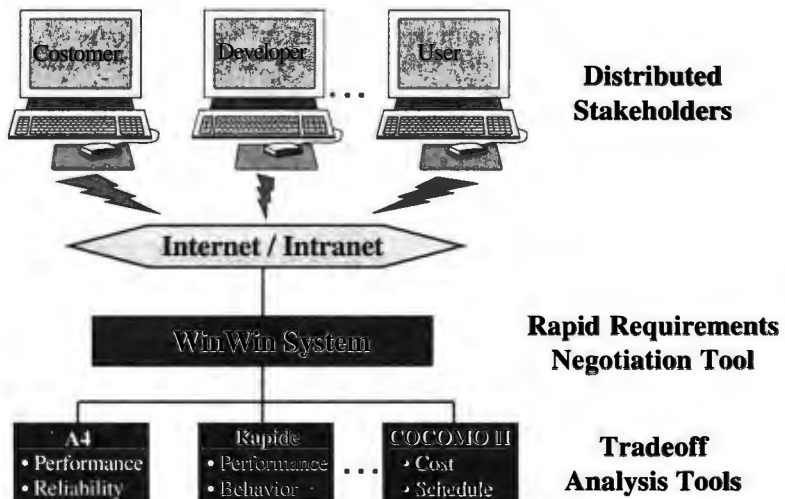 Costomer
Developer
User
...
Distributed
Stakeholders
Internet / Intranet
WinWin System
Rapid Requirements
Negotiation Tool
A4
• Performance
• Reliability
Rapide
• Performance
• Behavior
...
COCOMO II
• Cost
• Schedule
Tradeoff
Analysis Tools